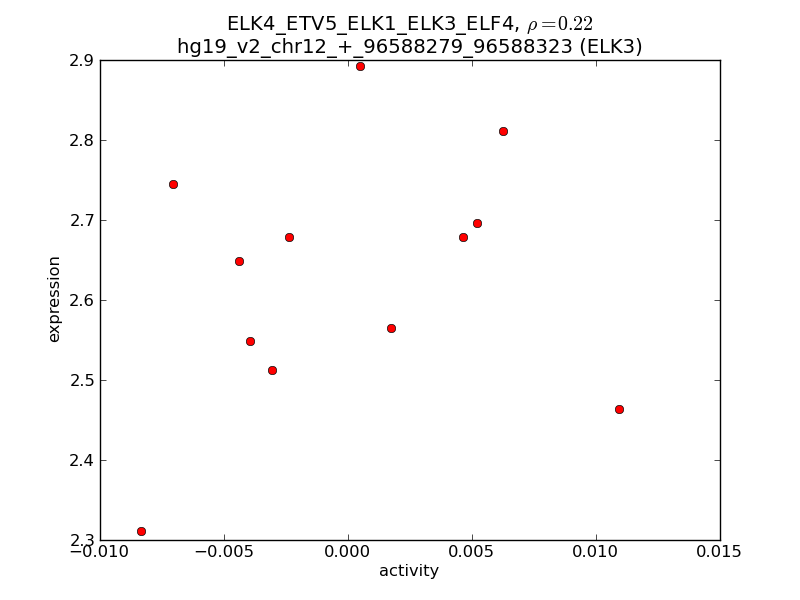 ELK4_ETV5_ELK1_ELK3_ELF4, ρ = 0.22
hg19_v2_chr12_+_96588279_96588323 (ELK3)
2.9
2.8
2.7
2.6
2.5
2.4
2.3
expression
−0.010 −0.005 0.000 0.005 0.010 0.015
activity